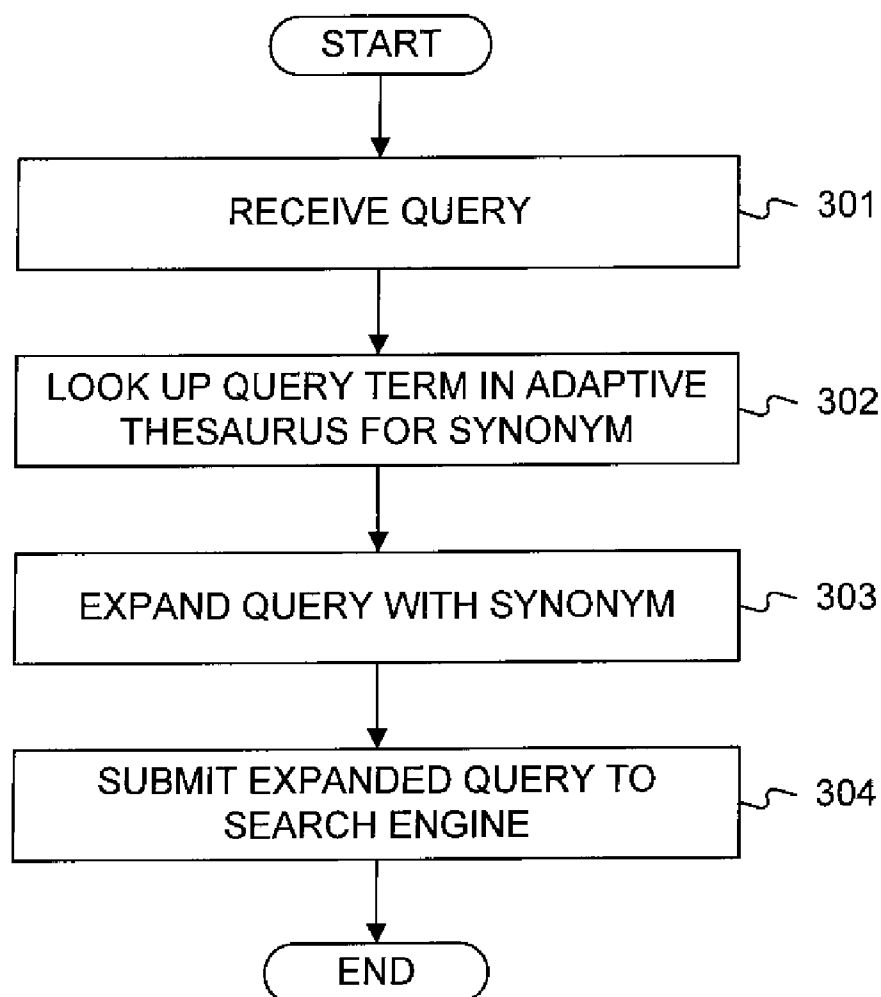 START
RECEIVE QUERY
301
LOOK UP QUERY TERM IN ADAPTIVE
THESAURUS FOR SYNONYM
302
EXPAND QUERY WITH SYNONYM
303
SUBMIT EXPANDED QUERY TO
SEARCH ENGINE
304
END